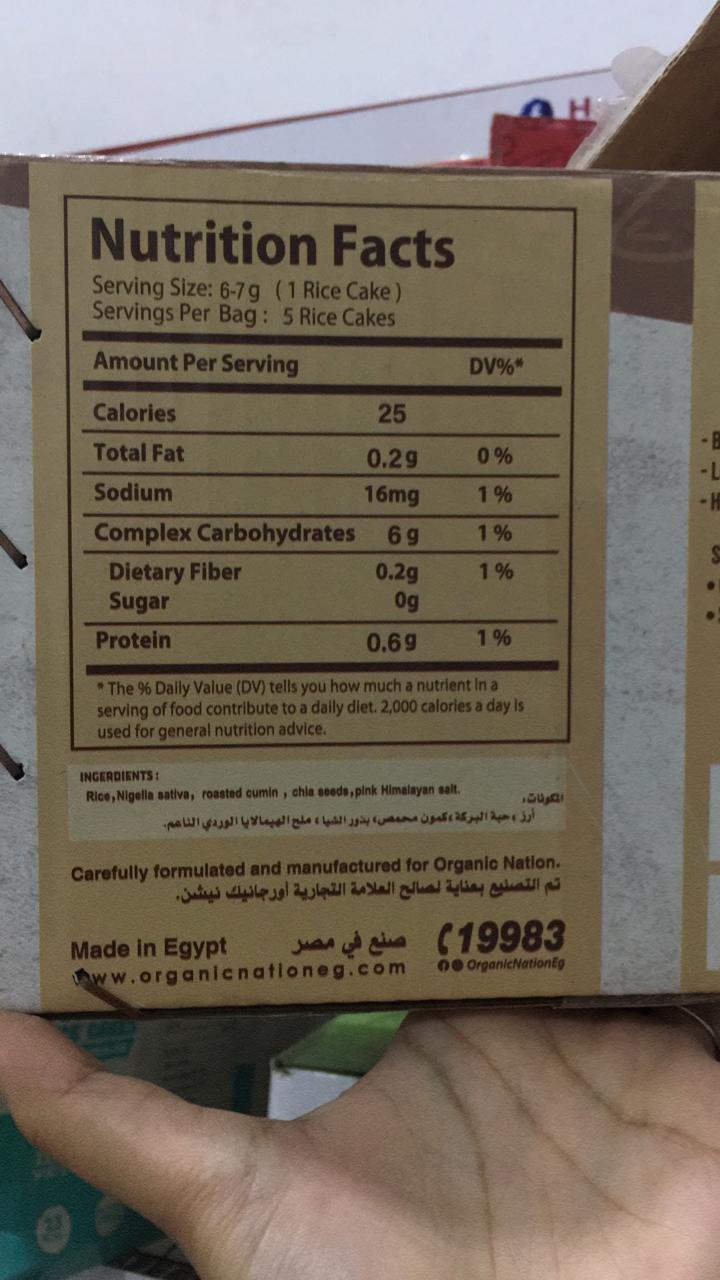 H
Nutrition Facts
Serving Size: 6-7g (1 Rice Cake)
Servings Per Bag: 5 Rice Cakes
Amount Per Serving DV%*
Calories 25
Total Fat 0.2g 0%
Sodium 16mg 1%
Complex Carbohydrates 6g 1%
Dietary Fiber 0.2g 1%
Sugar 0g
Protein 0.6g 1%
* The % Daily Value (DV) tells you how much a nutrient in a
serving of food contribute to a daily diet. 2,000 calories a day is
used for general nutrition advice.
INGERDIENTS:
Rice,Nigella sativa, roasted cumin , chia seeds,pink Himalayan salt.
المكونات:
أرز ، حبة البركة ،كمون محمص، بذور الشيا ، ملح الهيمالايا الوردي الناعم.
Carefully formulated and manufactured for Organic Nation.
تم التصنيع بعناية لصالح العلامة التجارية أورجانيك نيشن.
Made in Egypt صنع في مصر 19983
www.organicnationeg.com OrganicNationEg
-B
-L
-H
S